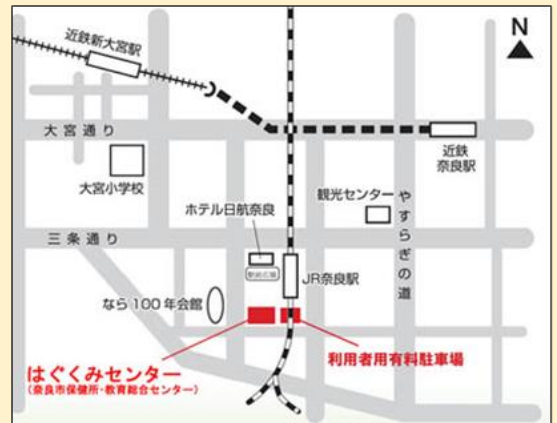 N
近鉄新大宮駅
大宮通り
近鉄
奈良駅
大宮小学校
観光センター
やすらぎの道
ホテル日航奈良
三条通り
駅前広場
JR奈良駅
なら100年会館
はぐくみセンター
(奈良市保健所・教育総合センター)
利用者用有料駐車場